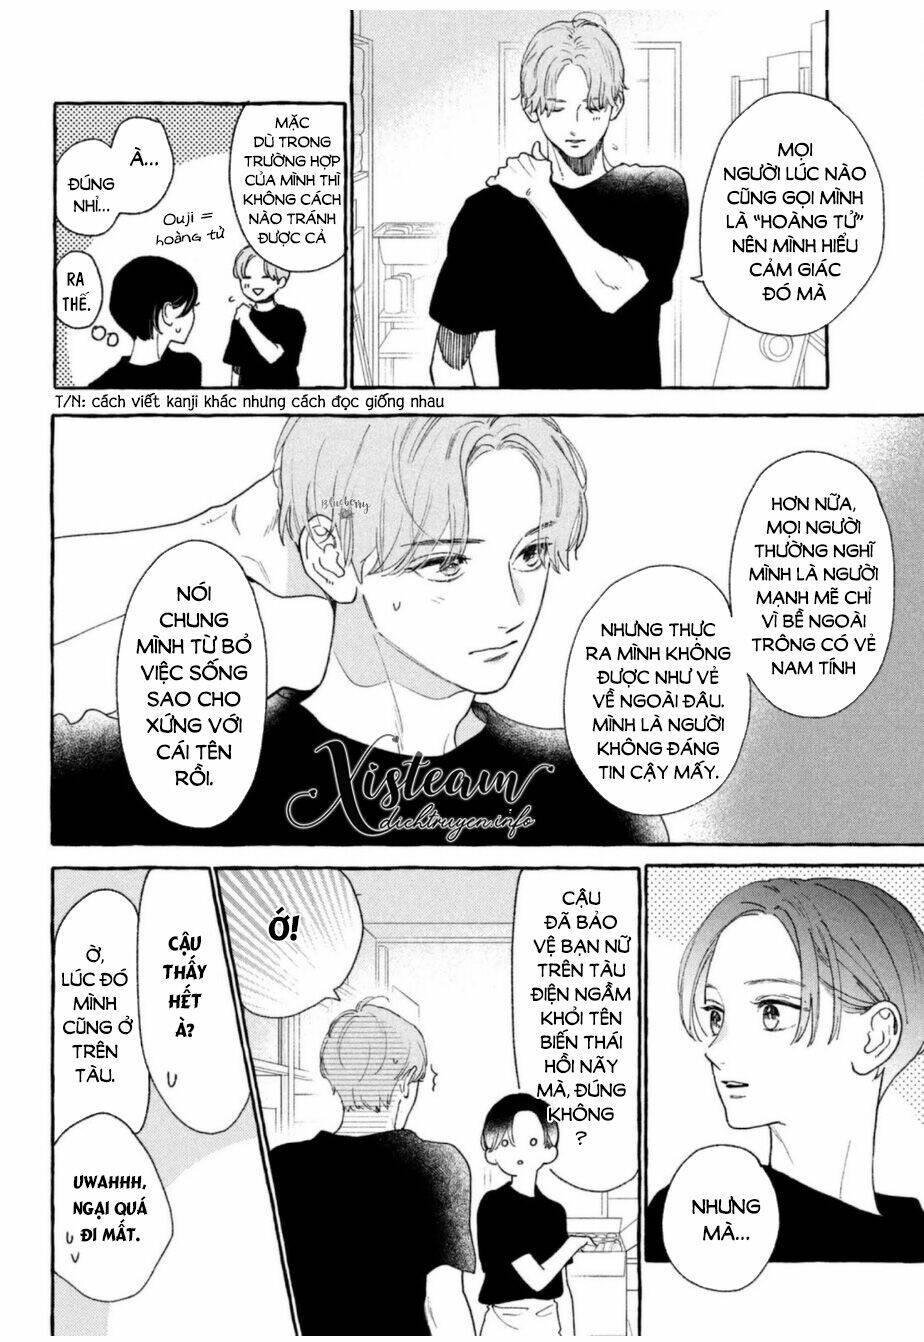 MỌI
NGƯỜI LÚC NÀO
CŨNG GỌI MÌNH
LÀ “HOÀNG TỬ”
NÊN MÌNH HIỂU
CẢM GIÁC
ĐÓ MÀ
MẶC
DÙ TRONG
TRƯỜNG HỢP
CỦA MÌNH THÌ
KHÔNG CÁCH
NÀO TRÁNH
ĐƯỢC CẢ
À...
ĐÚNG
NHỈ...
Ouji =
hoàng tử
RA
THẾ.
T/N: cách viết kanji khác nhưng cách đọc giống nhau
HƠN NỮA,
MỌI NGƯỜI
THƯỜNG NGHĨ
MÌNH LÀ NGƯỜI
MẠNH MẼ CHỈ
VÌ BỀ NGOÀI
TRÔNG CÓ VẺ
NAM TÍNH
NHƯNG THỰC
RA MÌNH KHÔNG
ĐƯỢC NHƯ VẺ
VỀ NGOÀI ĐÂU.
MÌNH LÀ NGƯỜI
KHÔNG ĐÁNG
TIN CẬY MẤY.
Blueberry
NÓI
CHUNG
MÌNH TỪ BỎ
VIỆC SỐNG
SAO CHO
XỨNG VỚI
CÁI TÊN
RỒI.
Xisteam
dichtruyen.info
NHƯNG
MÀ...
CẬU
ĐÃ BẢO
VỆ BẠN NỮ
TRÊN TÀU
ĐIỆN NGẦM
KHỎI TÊN
BIẾN THÁI
HỒI NÃY
MÀ, ĐÚNG
KHÔNG
?
Ớ!
CẬU
THẤY
HẾT
À?
Ờ,
LÚC ĐÓ
MÌNH
CŨNG Ở
TRÊN
TÀU.
UWAHHH,
NGẠI QUÁ
ĐI MẤT.